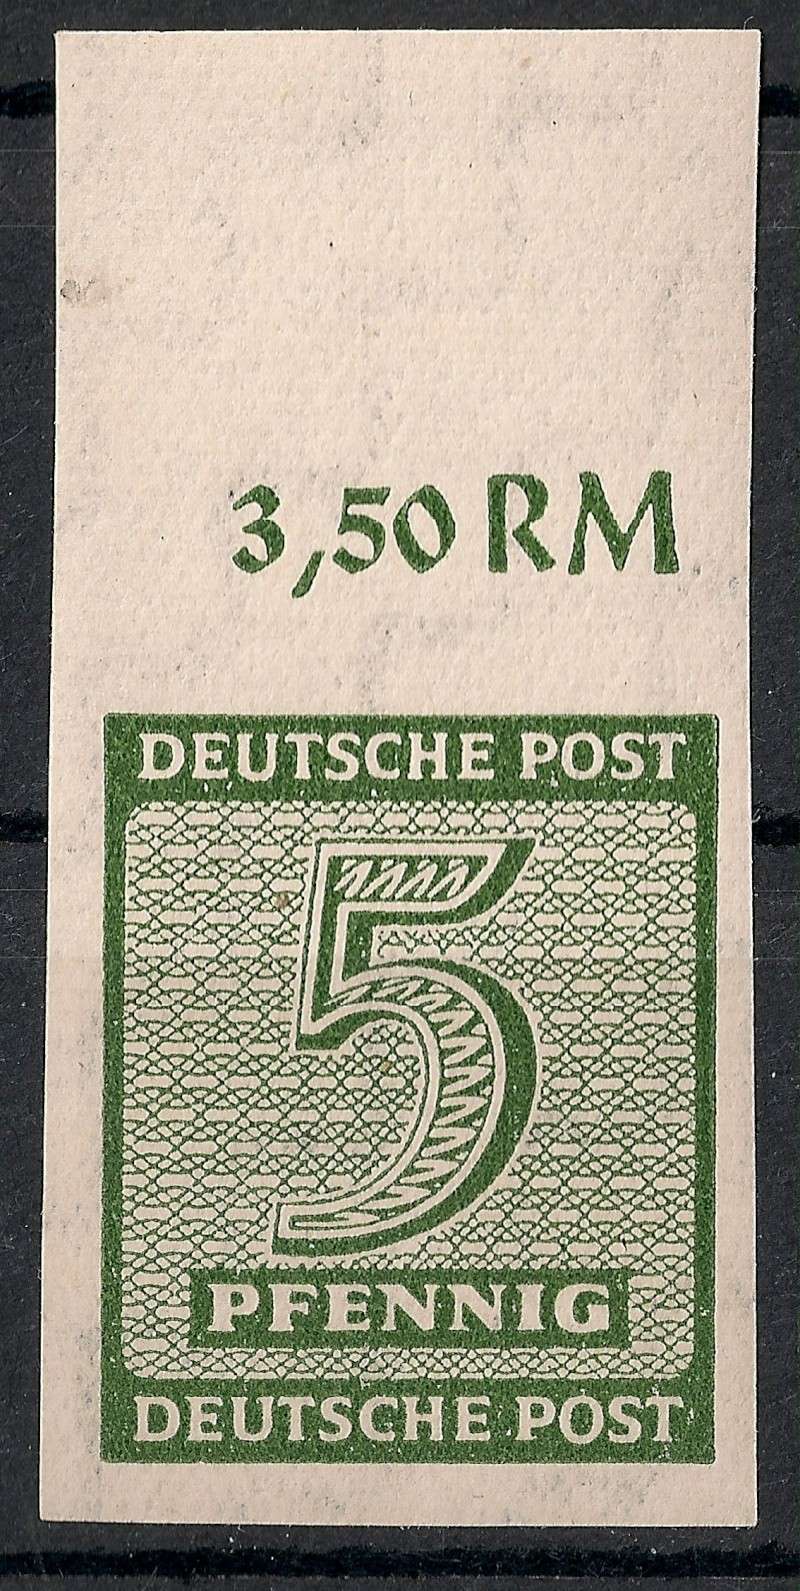 3,50 RM
DEUTSCHE POST
5
PFENNIG
DEUTSCHE POST